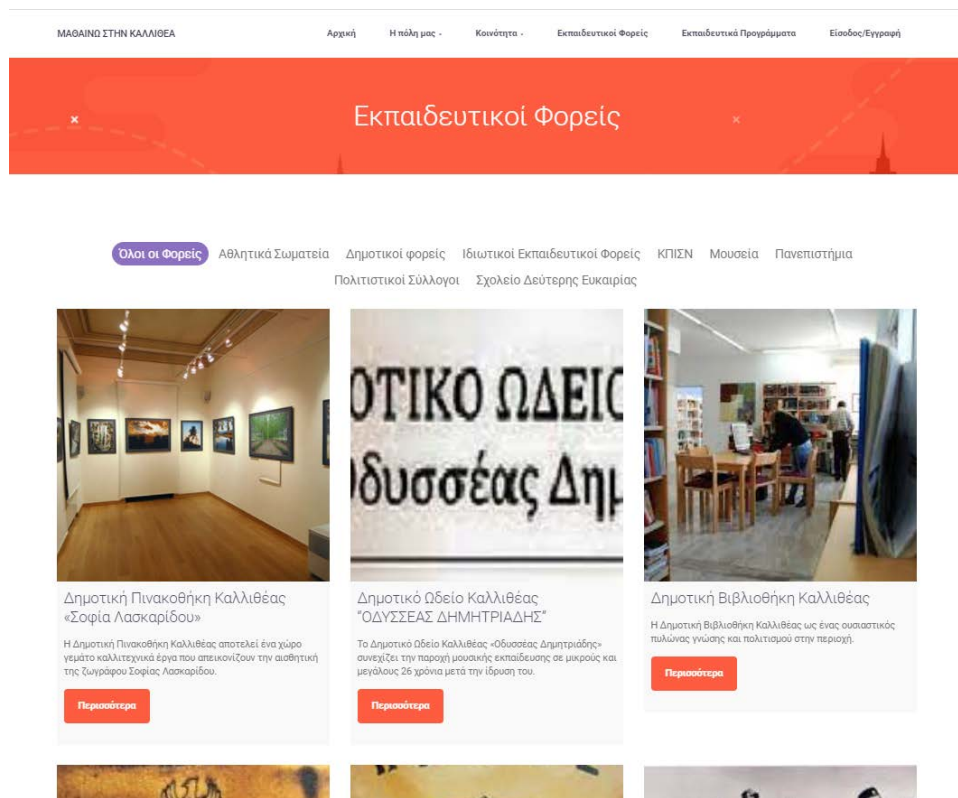 ΜΑΘΑΙΝΩ ΣΤΗΝ ΚΑΛΛΙΘΕΑ
Αρχική Η πόλη μας Κοινότητα Εκπαιδευτικοί Φορείς Εκπαιδευτικά Προγράμματα Είσοδος/Εγγραφή
Εκπαιδευτικοί Φορείς
Όλοι οι Φορείς Αθλητικά Σωματεία Δημοτικοί φορείς Ιδιωτικοί Εκπαιδευτικοί Φορείς ΚΠΙΣΝ Μουσεία Πανεπιστήμια
Πολιτιστικοί Σύλλογοι Σχολείο Δεύτερης Ευκαιρίας
ΟΤΙΚΟ ΩΔΕΙΟ
Οδυσσέας Δημ
Δημοτική Πινακοθήκη Καλλιθέας
«Σοφία Λασκαρίδου»
Η Δημοτική Πινακοθήκη Καλλιθέας αποτελεί ένα χώρο
γεμάτο καλλιτεχνικά έργα που απεικονίζουν την αισθητική
της ζωγράφου Σοφίας Λασκαρίδου.
Περισσότερα
Δημοτικό Ωδείο Καλλιθέας
"ΟΔΥΣΣΕΑΣ ΔΗΜΗΤΡΙΑΔΗΣ"
Το Δημοτικό Ωδείο Καλλιθέας «Οδυσσέας Δημητριάδης»
συνεχίζει την παροχή μουσικής εκπαίδευσης σε μικρούς και
μεγάλους 26 χρόνια μετά την ίδρυση του.
Περισσότερα
Δημοτική Βιβλιοθήκη Καλλιθέας
Η Δημοτική Βιβλιοθήκη Καλλιθέας ως ένας ουσιαστικός
πυλώνας γνώσης και πολιτισμού στην περιοχή.
Περισσότερα